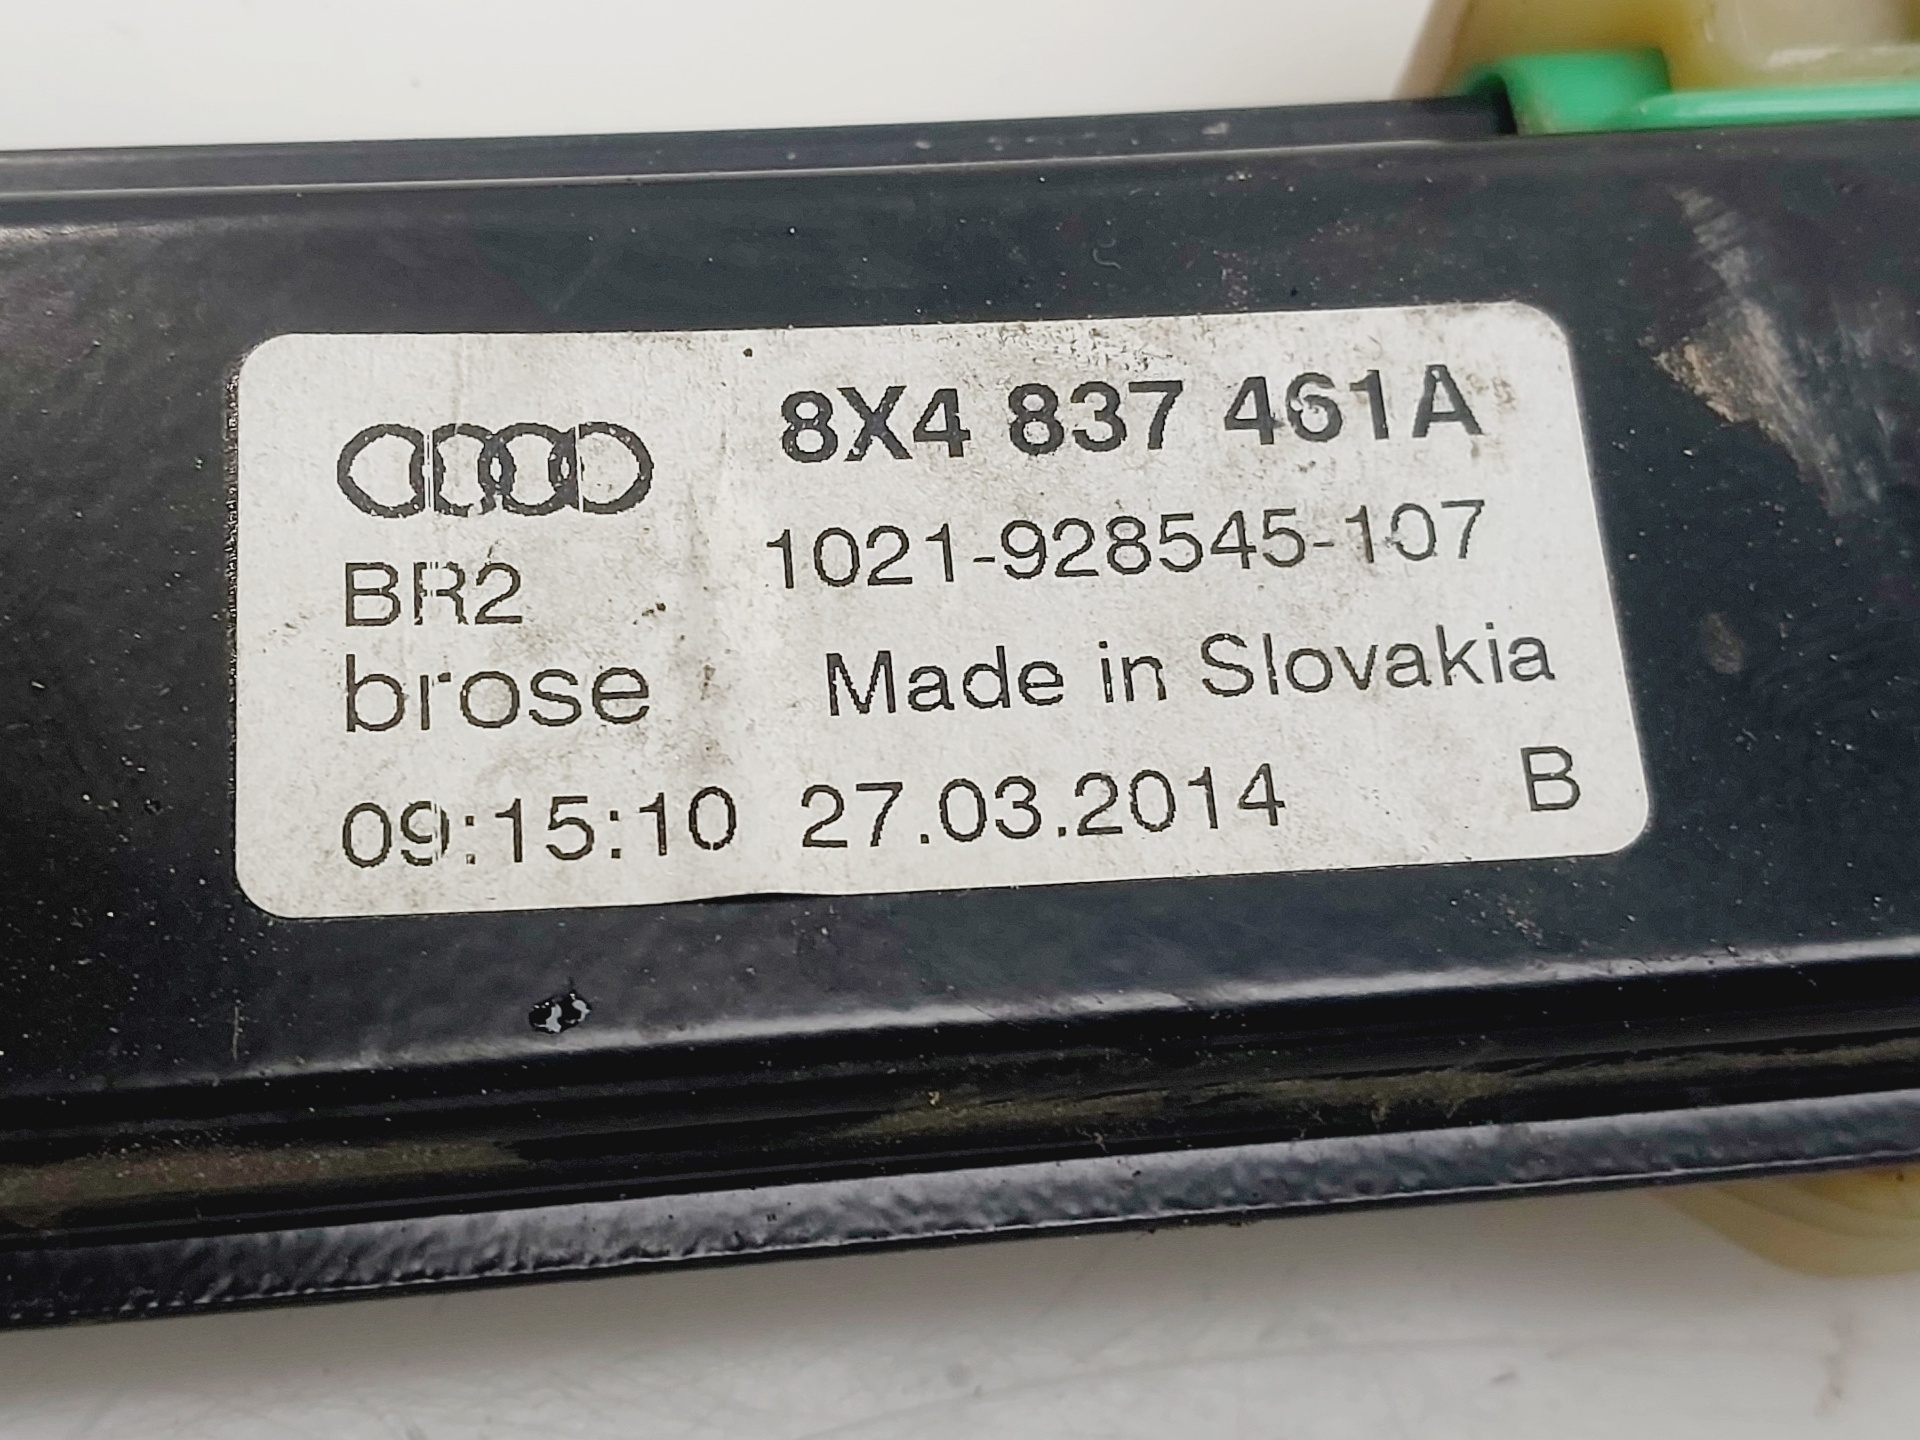 8X4 837 461A
1021-928545-107
BR2
brose Made in Slovakia
09:15:10 27.03.2014 B